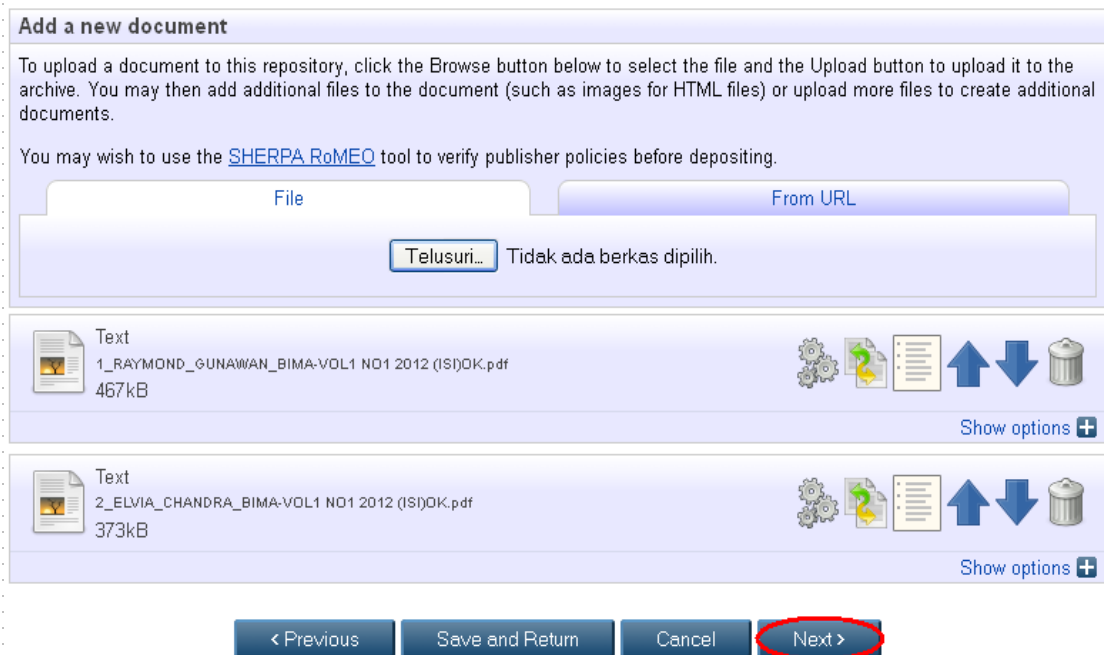 Add a new document
To upload a document to this repository, click the Browse button below to select the file and the Upload button to upload it to the
archive. You may then add additional files to the document (such as images for HTML files) or upload more files to create additional
documents.
You may wish to use the SHERPA RoMEO tool to verify publisher policies before depositing.
File
From URL
Telusuri... Tidak ada berkas dipilih.
Text
1_RAYMOND_GUNAWAN_BIMA-VOL1 NO1 2012 (ISI)OK.pdf
467kB
Show options
Text
2_ELVIA_CHANDRA_BIMA-VOL1 NO1 2012 (ISI)OK.pdf
373kB
Show options
< Previous
Save and Return
Cancel
Next >